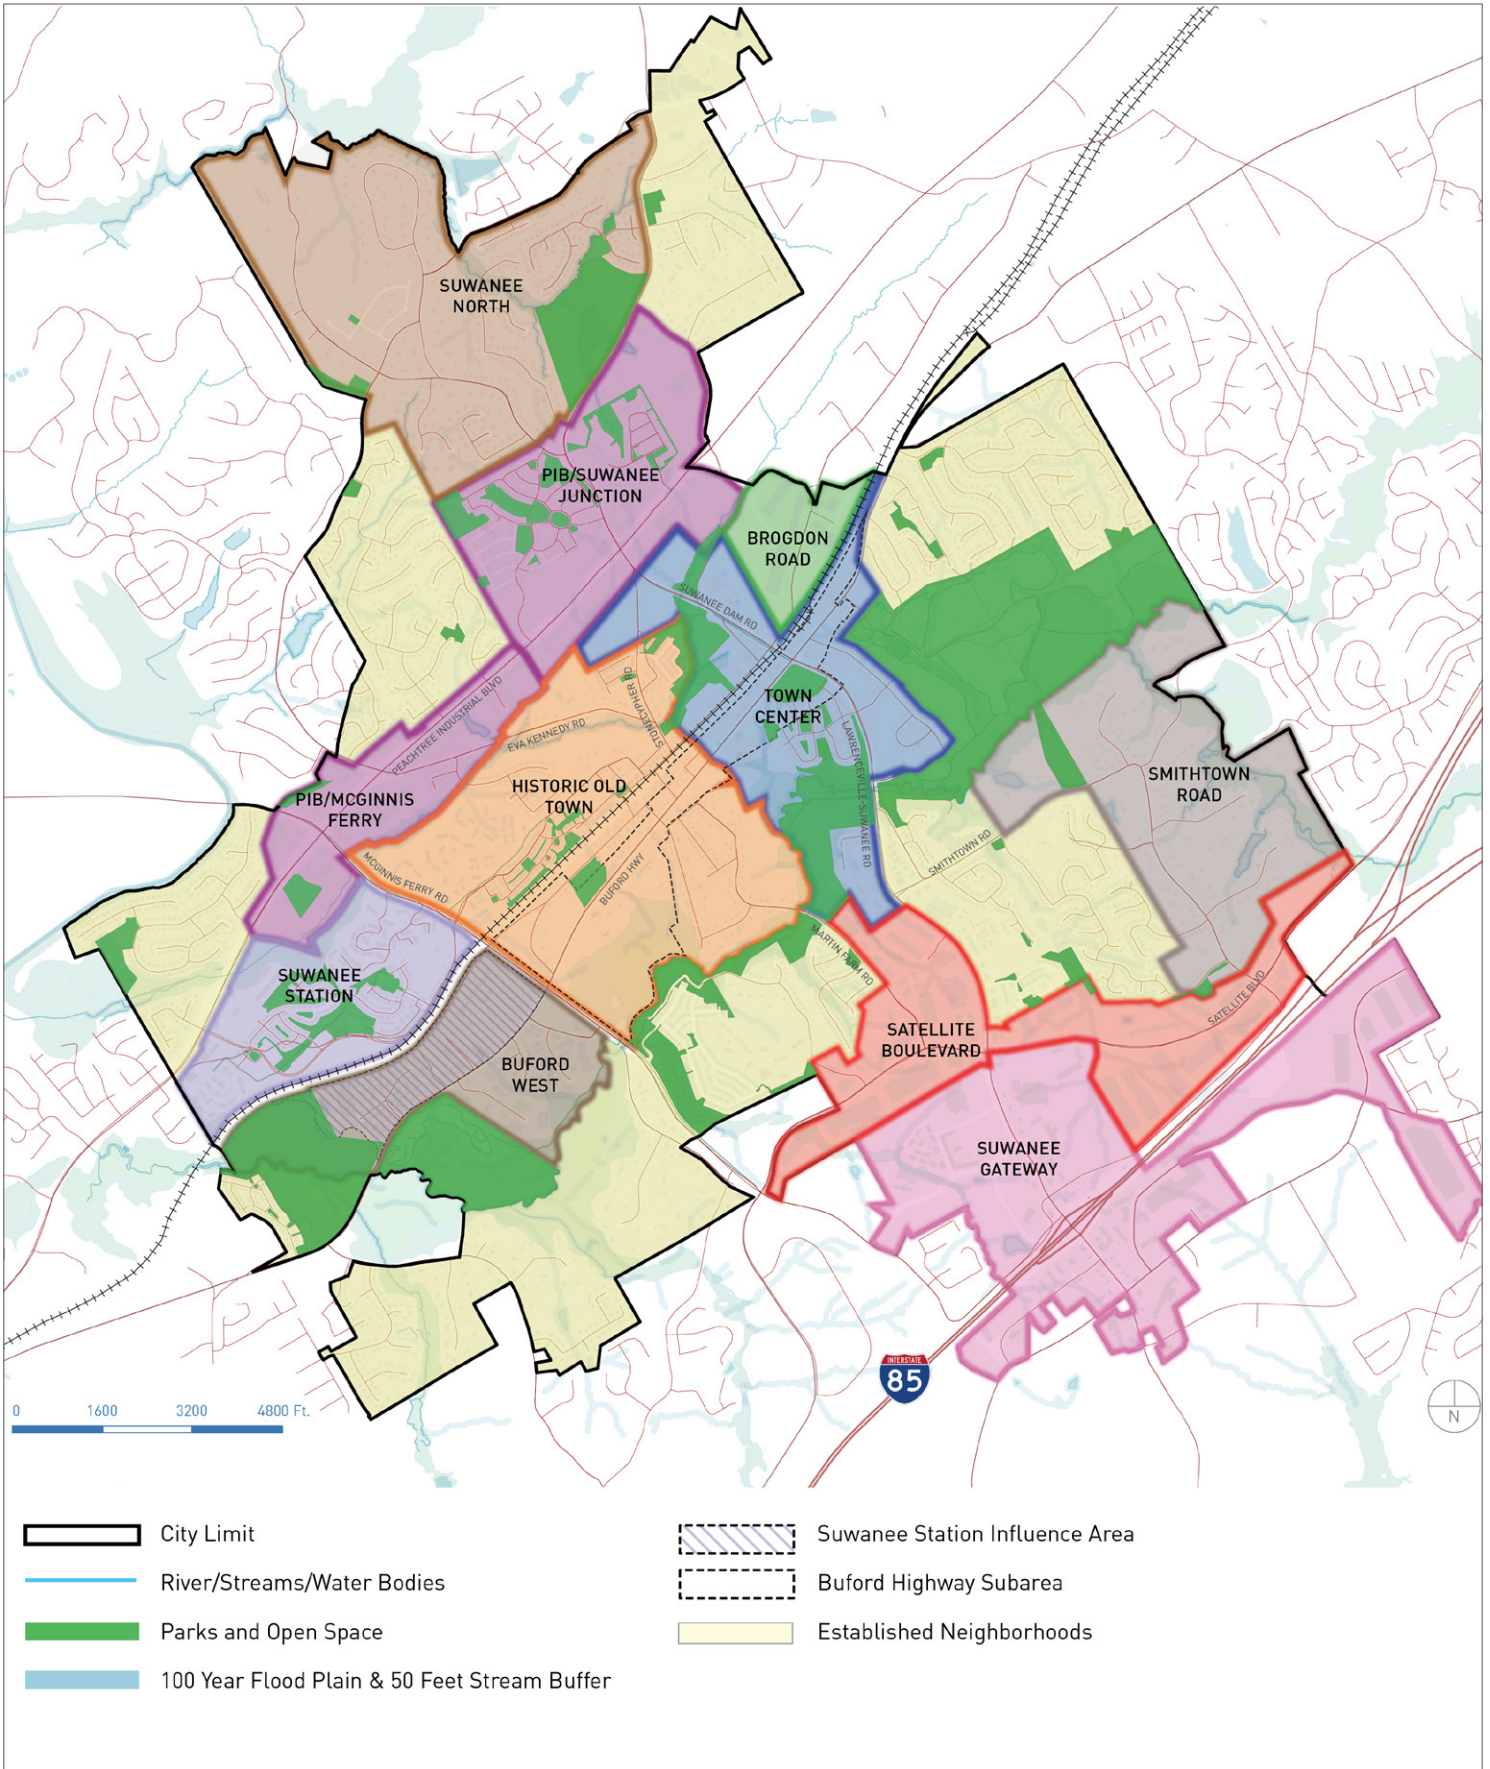 SUWANEE
NORTH
PIB/SUWANEE
JUNCTION
BROGDON
ROAD
SUWANEE DAM RD
STONECYPHER RD
TOWN
CENTER
PEACHTREE INDUSTRIAL BLVD
EVA KENNEDY RD
LAWRENCEVILLE-SUWANEE RD
HISTORIC OLD
TOWN
SMITHTOWN
ROAD
PIB/MCGINNIS
FERRY
MCGINNIS FERRY RD
BUFORD HWY
SMITHTOWN RD
MARTIN FARM RD
SUWANEE
STATION
SATELLITE BLVD
SATELLITE
BOULEVARD
BUFORD
WEST
SUWANEE
GATEWAY
INTERSTATE
85
0 1600 3200 4800 Ft.
N
City Limit
River/Streams/Water Bodies
Parks and Open Space
100 Year Flood Plain & 50 Feet Stream Buffer
Suwanee Station Influence Area
Buford Highway Subarea
Established Neighborhoods